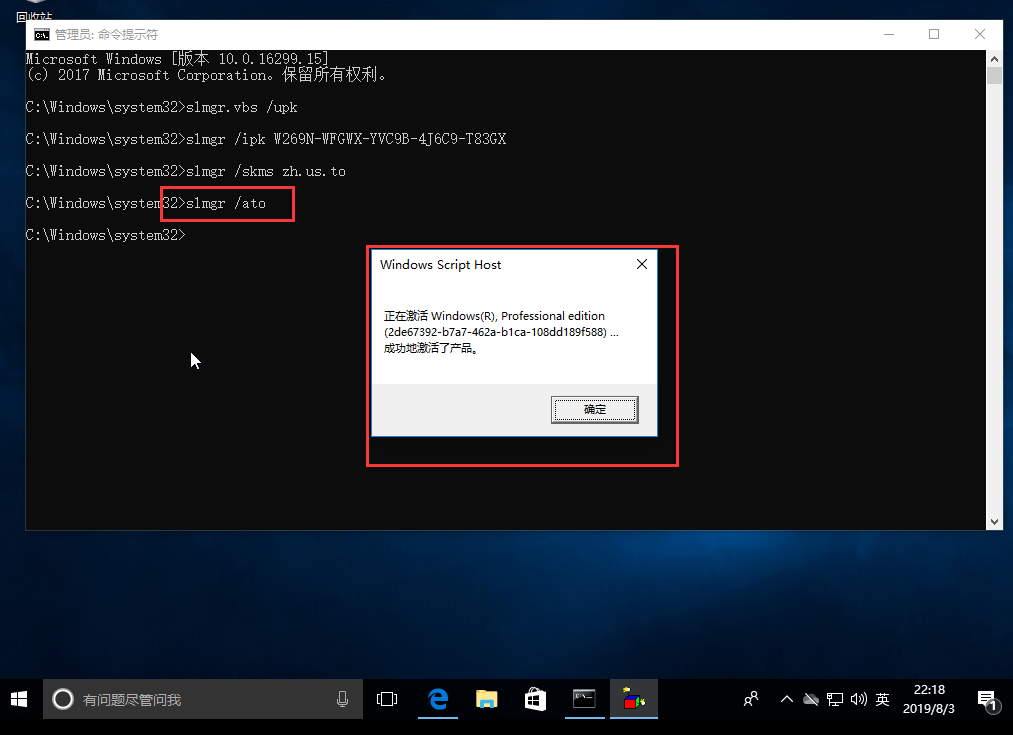 回收站
管理员: 命令提示符
Microsoft Windows [版本 10.0.16299.15]
(c) 2017 Microsoft Corporation。保留所有权利。
C:\Windows\system32>slmgr.vbs /upk
C:\Windows\system32>slmgr /ipk W269N-WFGWX-YVC9B-4J6C9-T83GX
C:\Windows\system32>slmgr /skms zh.us.to
C:\Windows\system32>slmgr /ato
C:\Windows\system32>
Windows Script Host
正在激活 Windows(R), Professional edition
(2de67392-b7a7-462a-b1ca-108dd189f588) ...
成功地激活了产品。
确定
有问题尽管问我
英
22:18
2019/8/3
1